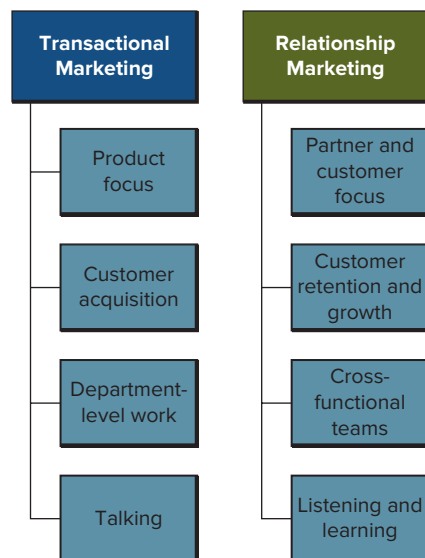 Transactional
Marketing
Product
focus
Customer
acquisition
Department-
level work
Talking
Relationship
Marketing
Partner and
customer
focus
Customer
retention and
growth
Cross-
functional
teams
Listening and
learning